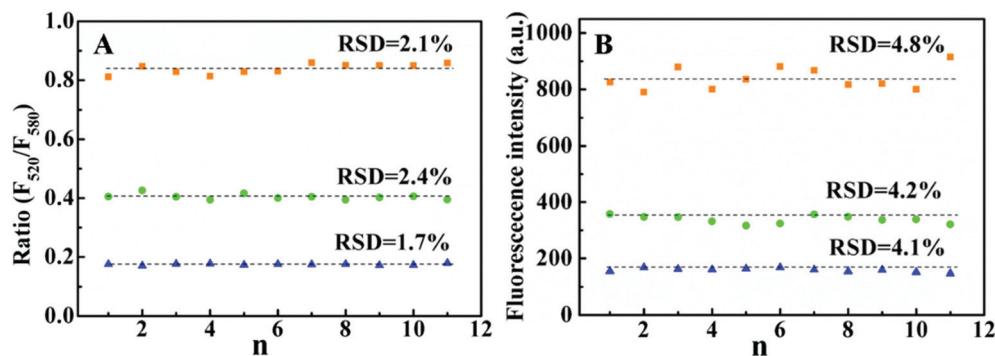 A
RSD=2.1%
RSD=2.4%
RSD=1.7%
Ratio (F520/F580)
1.0
0.8
0.6
0.4
0.2
0.0
2 4 6 8 10 12
n
B
RSD=4.8%
RSD=4.2%
RSD=4.1%
Fluorescecence intensity (a.u.)
1000
800
600
400
200
0
0 2 4 6 8 10 12
n